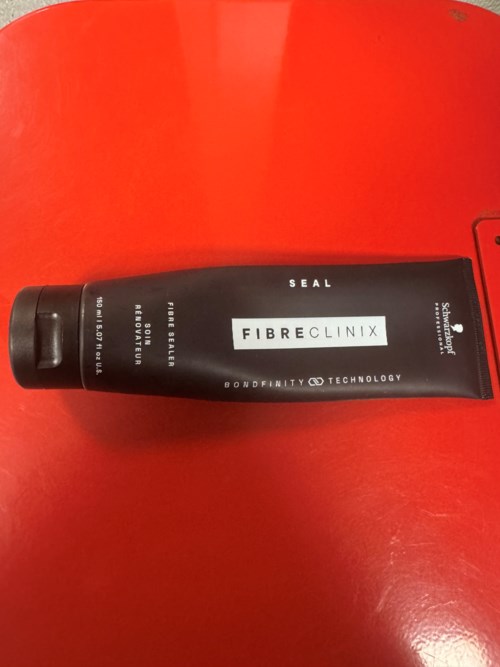 SEAL
FIBRECLINIX
BONDFINITY TECHNOLOGY
Schwarzkopf
PROFESSIONAL
FIBRE SEALER
SOIN
RÉNOVATEUR
150 ml | 5.07 fl oz U.S.